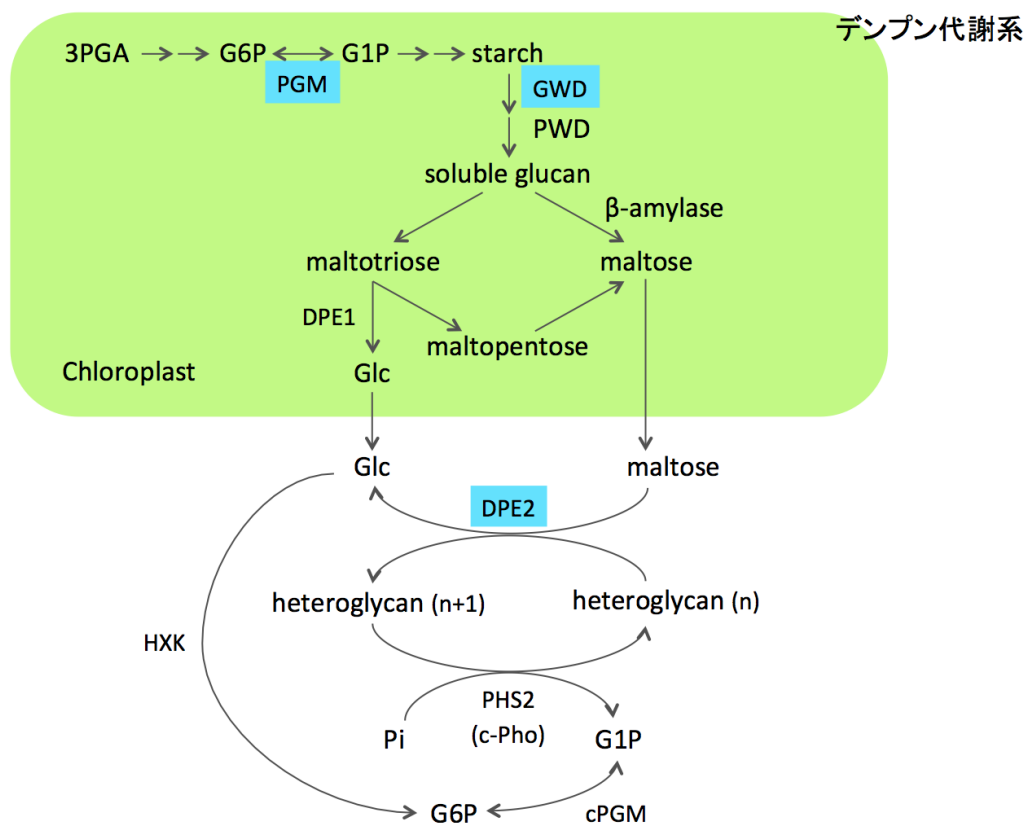 デンプン代謝系
3PGA G6P G1P starch
PGM
GWD
PWD
soluble glucan
β-amylase
maltotriose maltose
DPE1
maltopentose
Chloroplast
Glc
Glc maltose
DPE2
heteroglycan (n+1) heteroglycan (n)
HXK
PHS2
(c-Pho)
Pi G1P
G6P cPGM